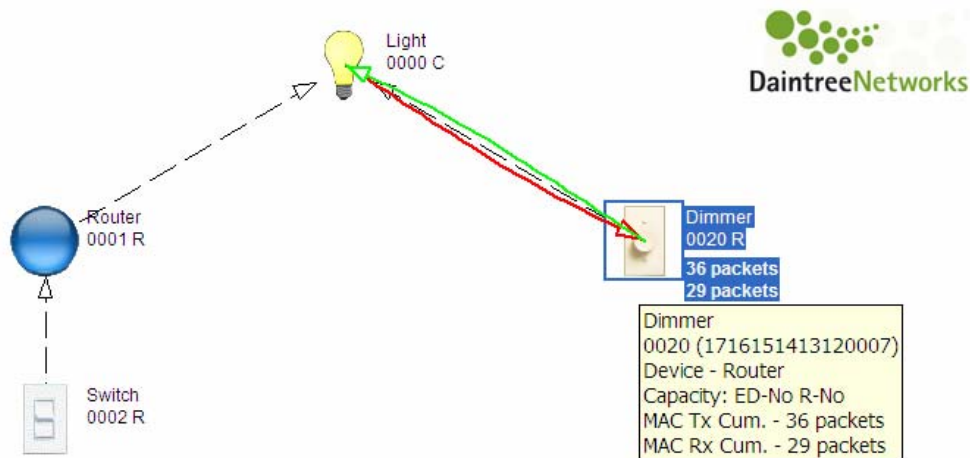 Light
0000 C
DaintreeNetworks
Router
0001 R
Dimmer
0020 R
36 packets
29 packets
Dimmer
0020 (1716151413120007)
Device - Router
Capacity: ED-No R-No
MAC Tx Cum. - 36 packets
MAC Rx Cum. - 29 packets
Switch
0002 R